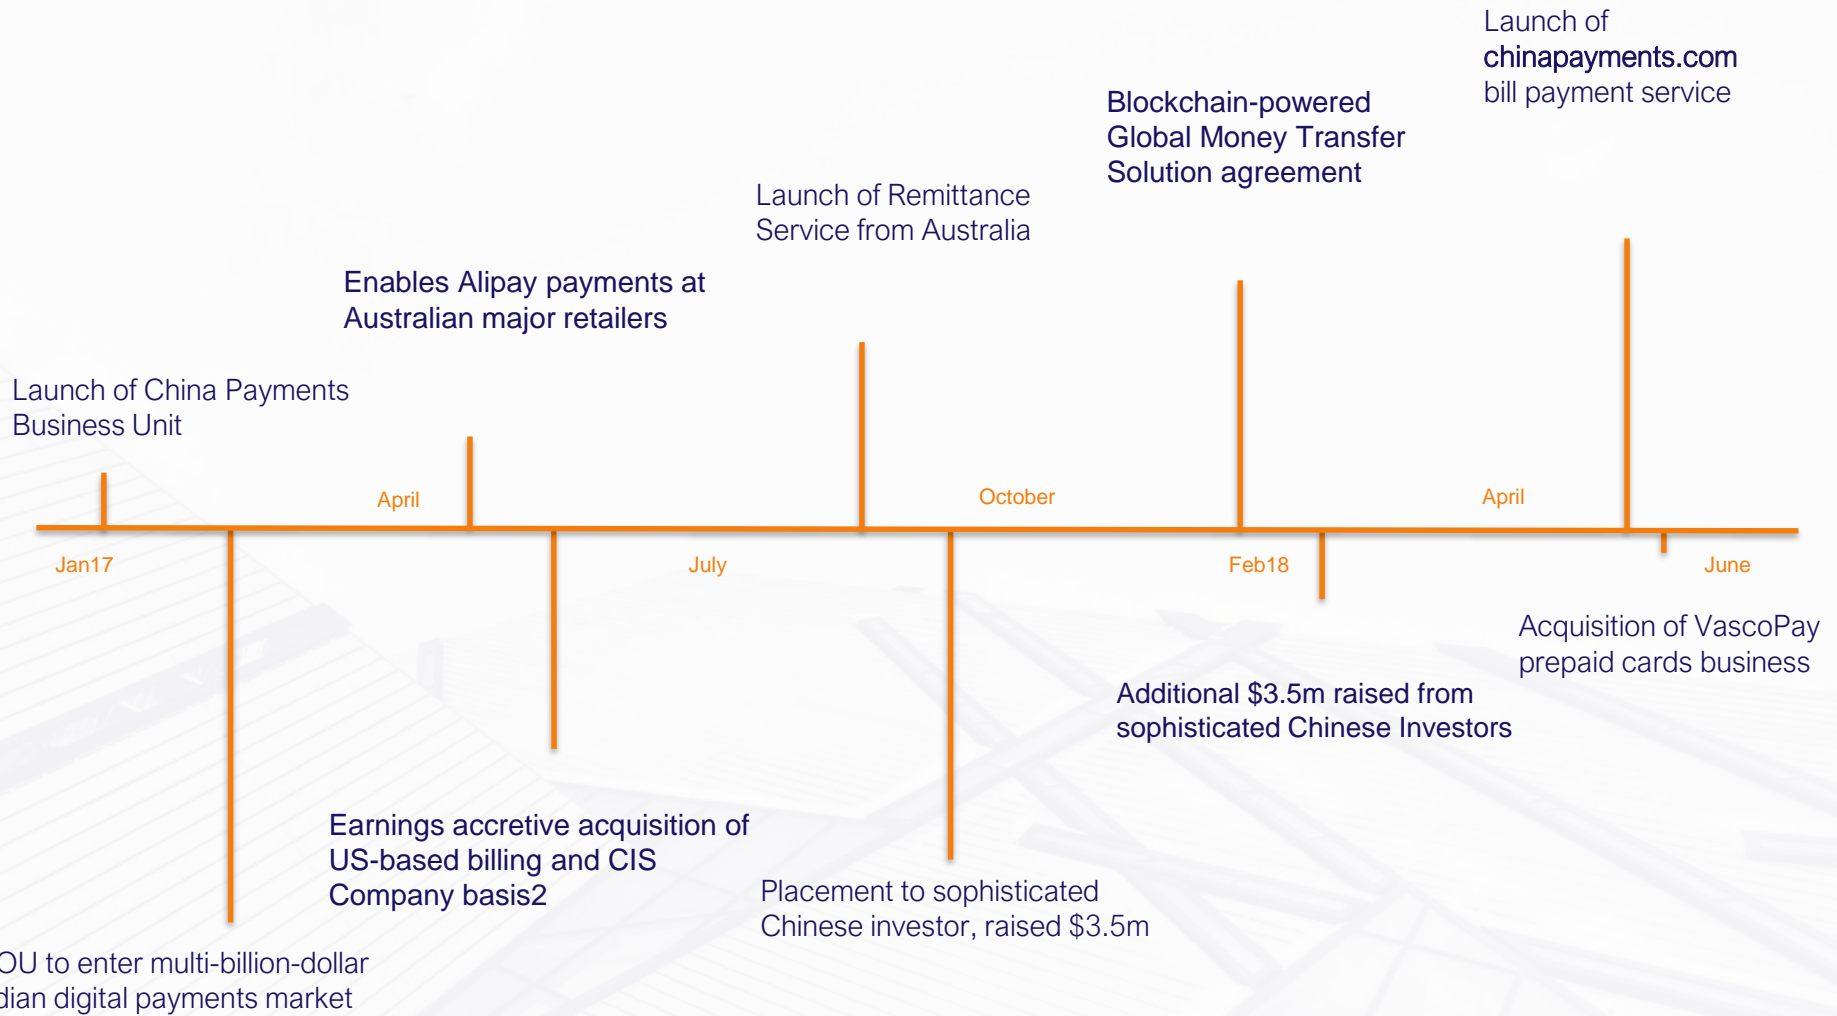 Launch of
chinapayments.com
bill payment service
Blockchain-powered
Global Money Transfer
Solution agreement
Launch of Remittance
Service from Australia
Enables Alipay payments at
Australian major retailers
Launch of China Payments
Business Unit
April
October
April
Jan17
July
Feb18
June
Acquisition of VascoPay
prepaid cards business
Additional $3.5m raised from
sophisticated Chinese Investors
Earnings accretive acquisition of
US-based billing and CIS
Company basis2
Placement to sophisticated
Chinese investor, raised $3.5m
OU to enter multi-billion-dollar
dian digital payments market